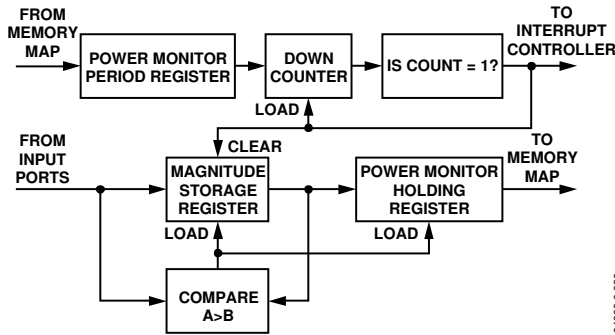 FROM
MEMORY
MAP
POWER MONITOR
PERIOD REGISTER
DOWN
COUNTER
IS COUNT = 1?
TO
INTERRUPT
CONTROLLER
LOAD
CLEAR
FROM
INPUT
PORTS
MAGNITUDE
STORAGE
REGISTER
POWER MONITOR
HOLDING
REGISTER
TO
MEMORY
MAP
LOAD
LOAD
COMPARE
A>B